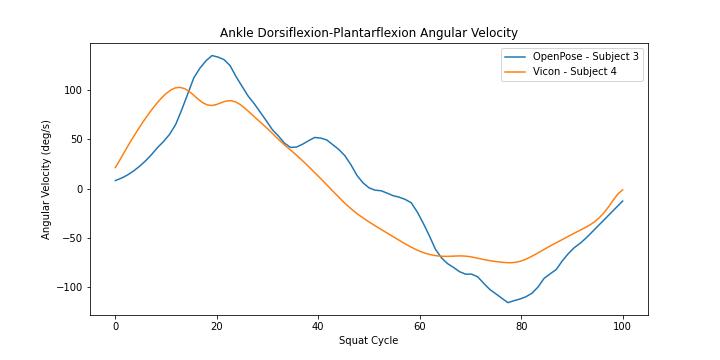 Ankle Dorsiflexion-Plantarflexion Angular Velocity
OpenPose - Subject 3
Vicon - Subject 4
Angular Velocity (deg/s)
100
50
0
−50
−100
0 20 40 60 80 100
Squat Cycle